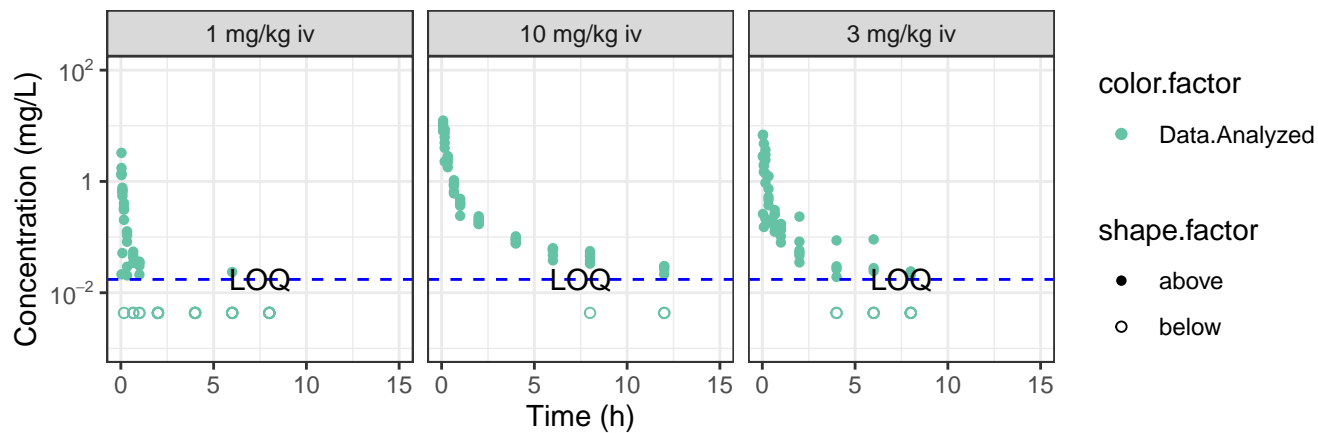 1 mg/kg iv
10 mg/kg iv
3 mg/kg iv
Concentration (mg/L)
10²
1
10⁻²
LOQ
LOQ
LOQ
0 5 10 15
0 5 10 15
0 5 10 15
Time (h)
color.factor
Data.Analyzed
shape.factor
above
below